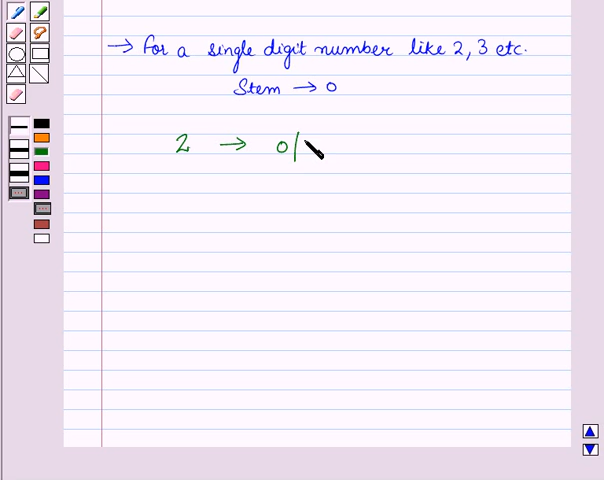 → For a single digit number like 2, 3 etc.
Stem → 0
2 → 0|